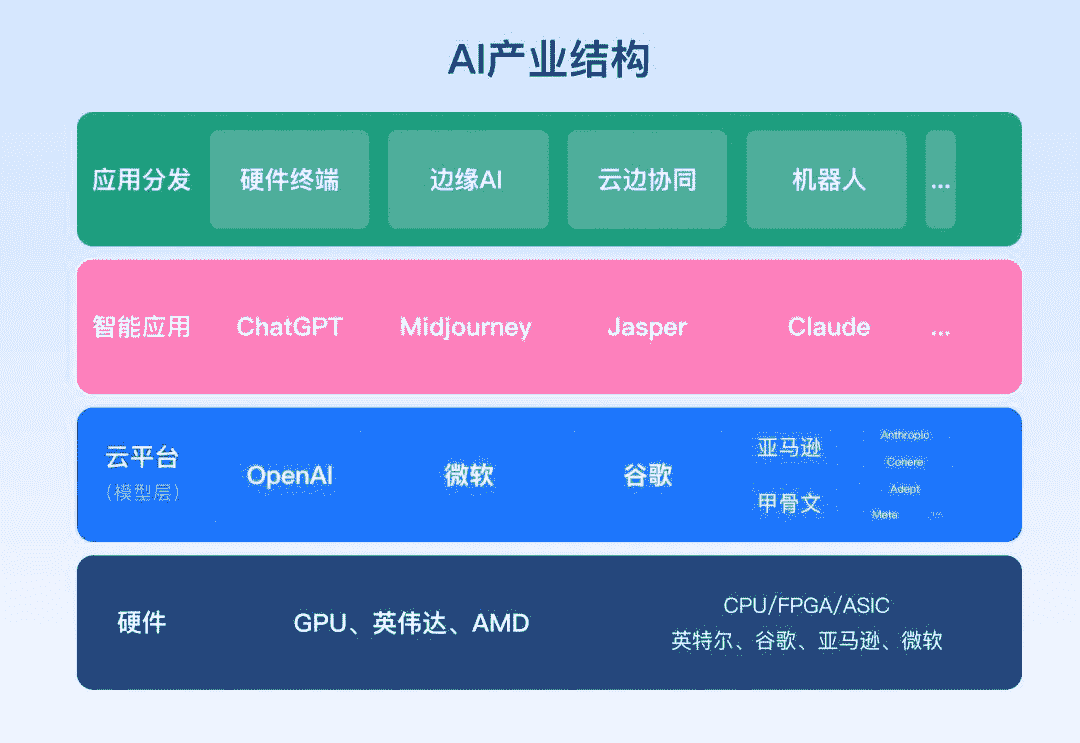 AI产业结构
应用分发 硬件终端 边缘AI 云边协同 机器人 ...
智能应用 ChatGPT Midjourney Jasper Claude ...
云平台
(模型层)
OpenAI 微软 谷歌
亚马逊
甲骨文
Anthropic
Cohere
Adept
Meta ...
硬件 GPU、英伟达、AMD
CPU/FPGA/ASIC
英特尔、谷歌、亚马逊、微软